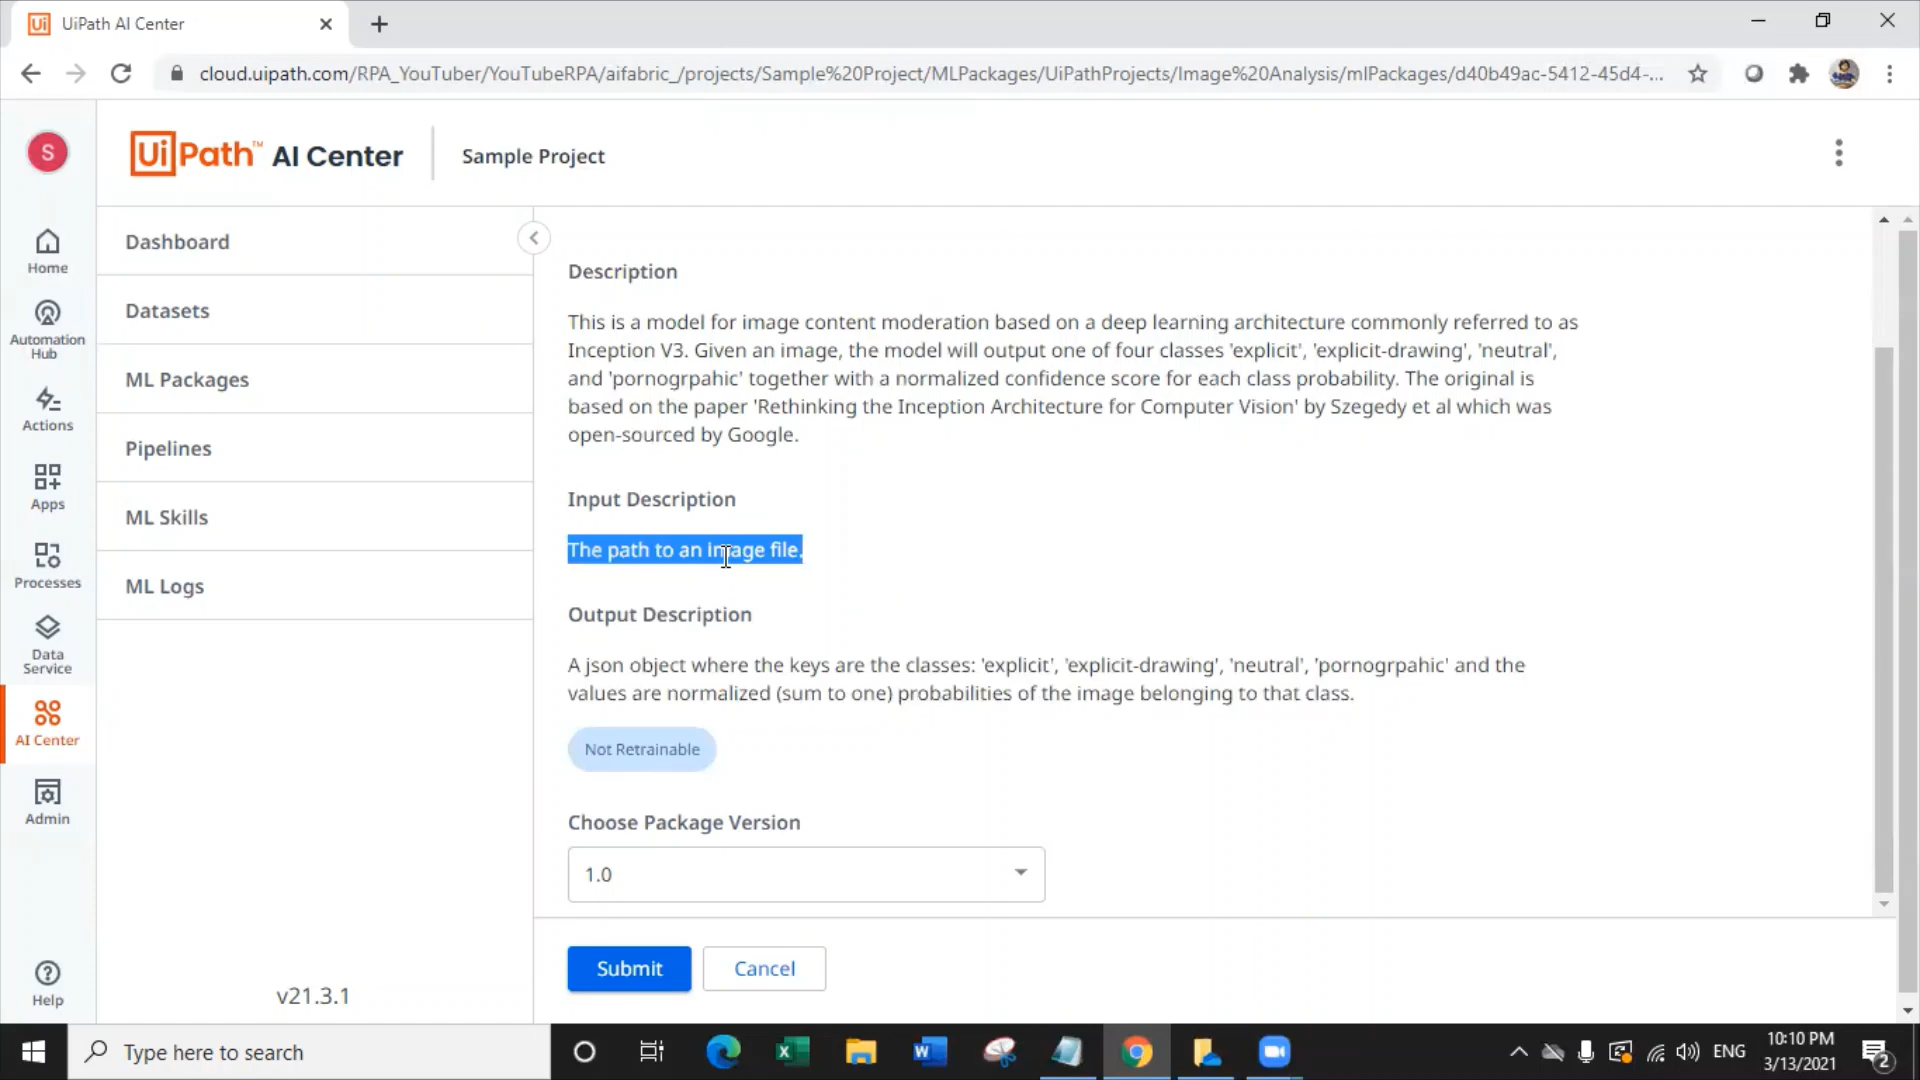 UiPath AI Center
cloud.uipath.com/RPA_YouTuber/YouTubeRPA/aifabric_/projects/Sample%20Project/MLPackages/UiPathProjects/Image%20Analysis/mlPackages/d40b49ac-5412-45d4-...
S
UiPath™ AI Center
Sample Project
Home
Automation
Hub
Actions
Apps
Processes
Data
Service
AI Center
Admin
Help
Dashboard
Datasets
ML Packages
Pipelines
ML Skills
ML Logs
v21.3.1
Description
This is a model for image content moderation based on a deep learning architecture commonly referred to as
Inception V3. Given an image, the model will output one of four classes 'explicit', 'explicit-drawing', 'neutral',
and 'pornogrpahic' together with a normalized confidence score for each class probability. The original is
based on the paper 'Rethinking the Inception Architecture for Computer Vision' by Szegedy et al which was
open-sourced by Google.
Input Description
The path to an image file.
Output Description
A json object where the keys are the classes: 'explicit', 'explicit-drawing', 'neutral', 'pornogrpahic' and the
values are normalized (sum to one) probabilities of the image belonging to that class.
Not Retrainable
Choose Package Version
1.0
Submit
Cancel
Type here to search
ENG
10:10 PM
3/13/2021
2